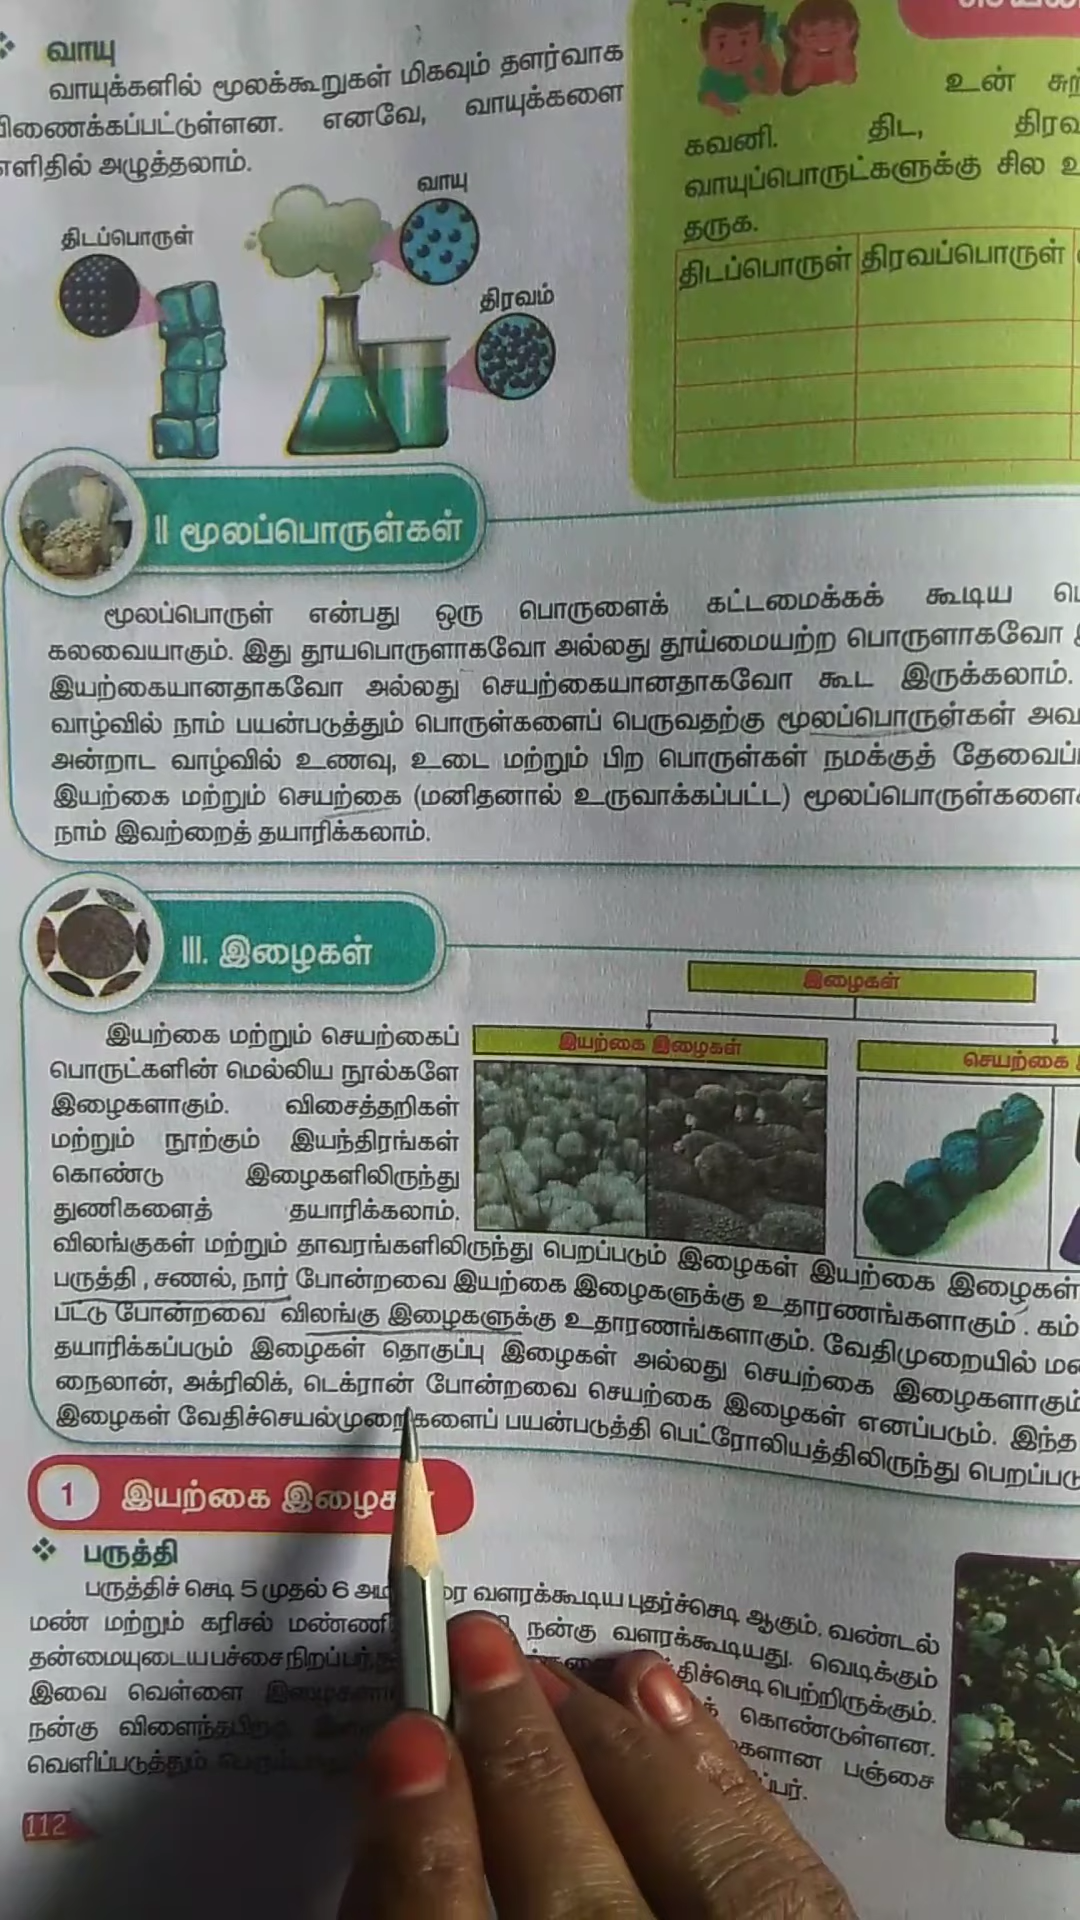 வாயு
வாயுக்களில் மூலக்கூறுகள் மிகவும் தளர்வாக
பிணைக்கப்பட்டுள்ளன. எனவே, வாயுக்களை
எளிதில் அழுத்தலாம்.
வாயு
திடப்பொருள்
திரவம்
உன்
கவனி. திட,
வாயுப்பொருட்களுக்கு சில
தருக.
திடப்பொருள் திரவப்பொருள்
II மூலப்பொருள்கள்
மூலப்பொருள் என்பது ஒரு பொருளைக் கட்டமைக்கக் கூடிய
கலவையாகும். இது தூயபொருளாகவோ அல்லது தூய்மையற்ற பொருளாகவோ
இயற்கையானதாகவோ அல்லது செயற்கையானதாகவோ கூட இருக்கலாம்.
வாழ்வில் நாம் பயன்படுத்தும் பொருள்களைப் பெருவதற்கு மூலப்பொருள்கள்
அன்றாட வாழ்வில் உணவு, உடை மற்றும் பிற பொருள்கள் நமக்குத்
இயற்கை மற்றும் செயற்கை (மனிதனால் உருவாக்கப்பட்ட)
நாம் இவற்றைத் தயாரிக்கலாம்.
III. இழைகள்
இழைகள்
இயற்கை இழைகள்
செயற்கை
இயற்கை மற்றும் செயற்கைப்
பொருட்களின் மெல்லிய நூல்களே
இழைகளாகும். விசைத்தறிகள்
மற்றும் நூற்கும் இயந்திரங்கள்
கொண்டு இழைகளிலிருந்து
துணிகளைத் தயாரிக்கலாம்.
விலங்குகள் மற்றும் தாவரங்களிலிருந்து பெறப்படும் இழைகள் இயற்கை இழைகள்
பருத்தி , சணல், நார் போன்றவை இயற்கை இழைகளுக்கு உதாரணங்களாகும்.
பட்டு போன்றவை விலங்கு இழைகளுக்கு உதாரணங்களாகும். வேதிமுறையில்
தயாரிக்கப்படும் இழைகள் தொகுப்பு இழைகள் அல்லது செயற்கை இழைகளாகும்
நைலான், அக்ரிலிக், டெக்ரான் போன்றவை செயற்கை இழைகள் எனப்படும். இந்த
இழைகள் வேதிச்செயல்முறைகளைப் பயன்படுத்தி பெட்ரோலியத்திலிருந்து
1 இயற்கை
பருத்தி
பருத்திச் செடி 5 முதல் 6 வளரக்கூடிய புதர்ச்செடி ஆகும். வண்டல்
மண் மற்றும் கரிசல் நன்கு வளரக்கூடியது. வெடிக்கும்
தன்மையுடைய பச்சை பெற்றிருக்கும்.
இவை வெள்ளை கொண்டுள்ளன.
நன்கு பஞ்சை
வெளிப்படுத்தும்
112